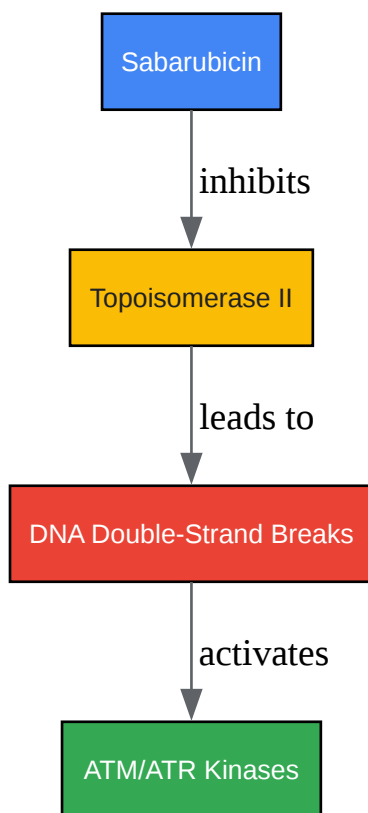 Sabarubicin
inhibits
Topoisomerase II
leads to
DNA Double-Strand Breaks
activates
ATM/ATR Kinases